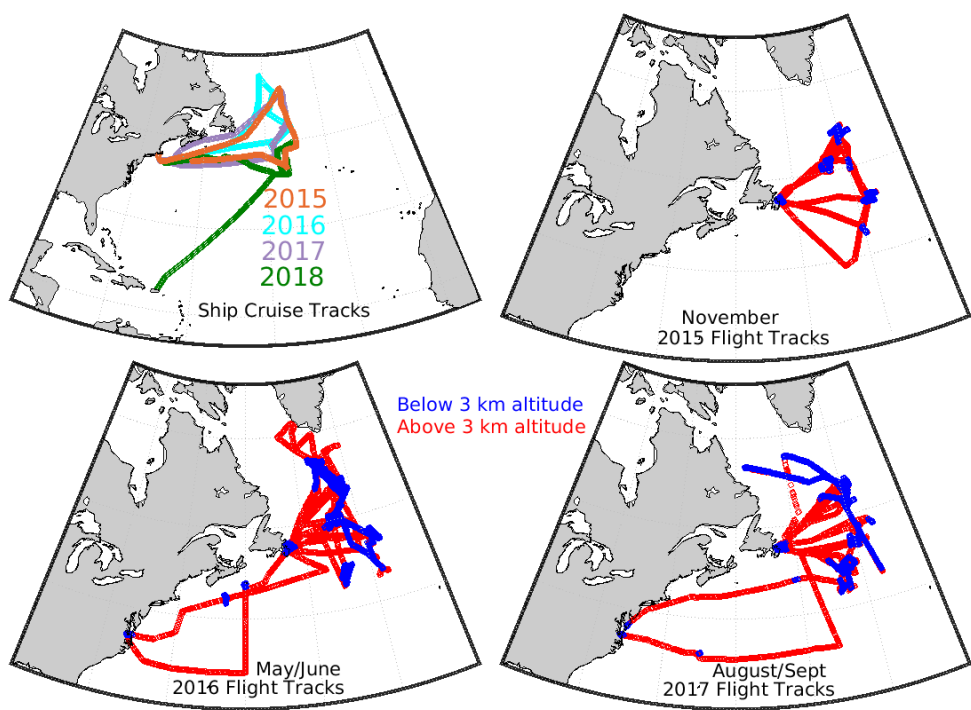 2015
2016
2017
2018
Ship Cruise Tracks
November
2015 Flight Tracks
Below 3 km altitude
Above 3 km altitude
May/June
2016 Flight Tracks
August/Sept
2017 Flight Tracks